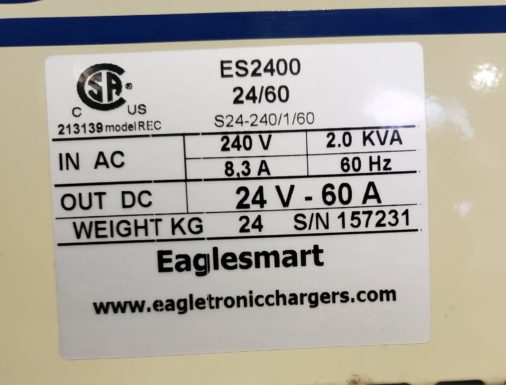 CSA ®
C US
213139 model REC
ES2400
24/60
S24-240/1/60
IN AC 240 V 2.0 KVA
8,3 A 60 Hz
OUT DC 24 V - 60 A
WEIGHT KG 24 S/N 157231
Eaglesmart
www.eagletronicchargers.com